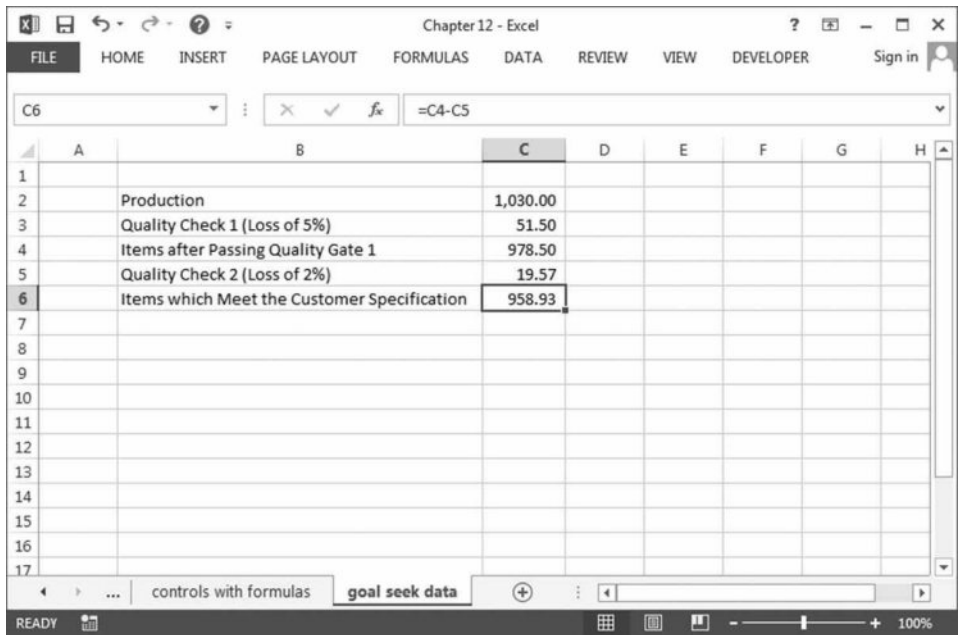 Chapter 12 - Excel
?
FILE HOME INSERT PAGE LAYOUT FORMULAS DATA REVIEW VIEW DEVELOPER Sign in
C6 fx =C4-C5
A B C D E F G H
1
2 Production 1,030.00
3 Quality Check 1 (Loss of 5%) 51.50
4 Items after Passing Quality Gate 1 978.50
5 Quality Check 2 (Loss of 2%) 19.57
6 Items which Meet the Customer Specification 958.93
7
8
9
10
11
12
13
14
15
16
17
... controls with formulas goal seek data
READY 100%